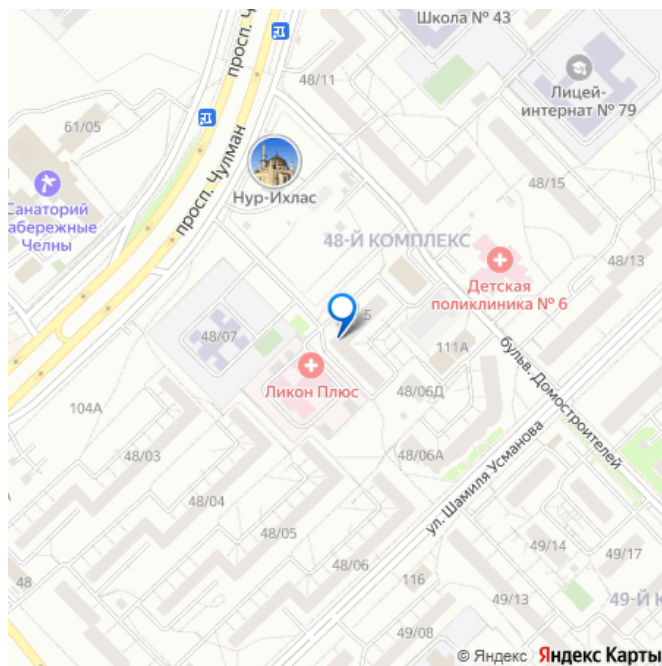 Школа № 43
просп. Чу
48/11
Лицей-
интернат № 79
61/05
просп. Чулман
Нур-Ихлас
48/15
Санаторий
абережные
Челны
48-Й КОМПЛЕКС
48/13
Детская
поликлиника № 6
5
48/07
111А
бульв. Домостроителей
Ликон Плюс
48/06Д
104А
48/03
48/06А
ул. Шамиля Усманова
48/04
48/05
49/14
49/17
48/06
48
116
49/13
49-Й К
49/08
© Яндекс Яндекс Карты